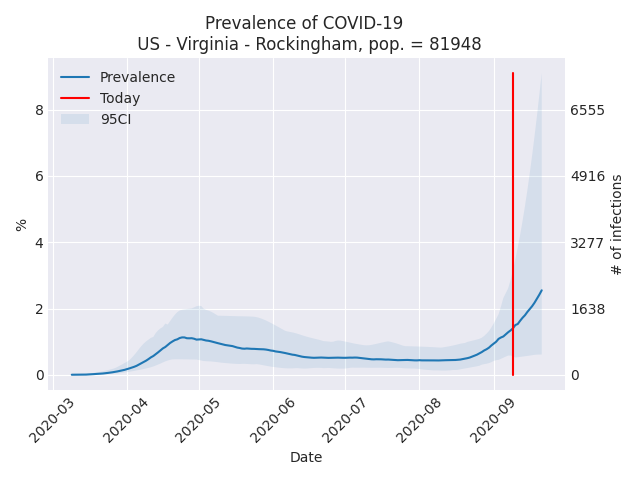 Prevalence of COVID-19
US - Virginia - Rockingham, pop. = 81948
Prevalence
Today
95CI
8
6
4
2
0
%
6555
4916
3277
1638
0
# of infections
2020-03
2020-04
2020-05
2020-06
2020-07
2020-08
2020-09
Date